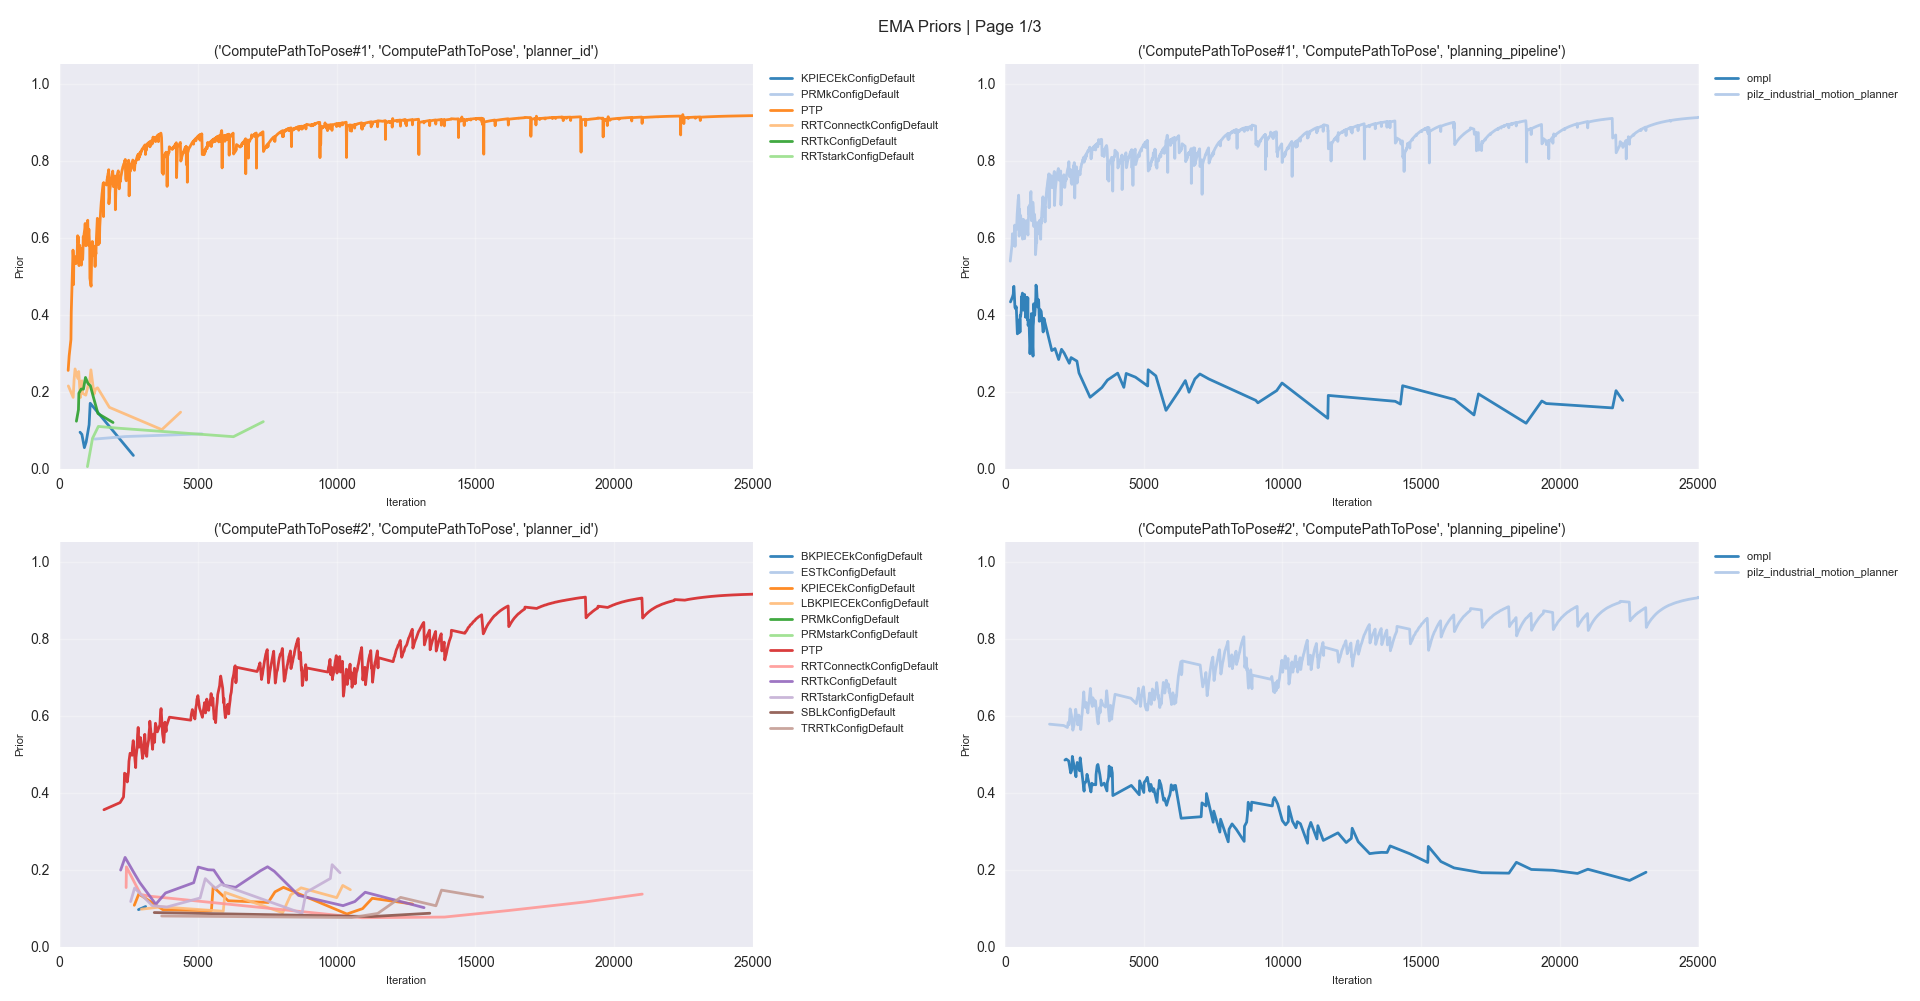 EMA Priors | Page 1/3
('ComputePathToPose#1', 'ComputePathToPose', 'planner_id')
Prior
1.0
0.8
0.6
0.4
0.2
0.0
0
5000
10000
15000
20000
25000
Iteration
KPIECEkConfigDefault
PRMkConfigDefault
PTP
RRTConnectkConfigDefault
RRTkConfigDefault
RRTstarkConfigDefault
('ComputePathToPose#1', 'ComputePathToPose', 'planning_pipeline')
Prior
1.0
0.8
0.6
0.4
0.2
0.0
0
5000
10000
15000
20000
25000
Iteration
ompl
pilz_industrial_motion_planner
('ComputePathToPose#2', 'ComputePathToPose', 'planner_id')
Prior
1.0
0.8
0.6
0.4
0.2
0.0
0
5000
10000
15000
20000
25000
Iteration
BKPIECEkConfigDefault
ESTkConfigDefault
KPIECEkConfigDefault
LBKPIECEkConfigDefault
PRMkConfigDefault
PRMstarkConfigDefault
PTP
RRTConnectkConfigDefault
RRTkConfigDefault
RRTstarkConfigDefault
SBLkConfigDefault
TRRTkConfigDefault
('ComputePathToPose#2', 'ComputePathToPose', 'planning_pipeline')
Prior
1.0
0.8
0.6
0.4
0.2
0.0
0
5000
10000
15000
20000
25000
Iteration
ompl
pilz_industrial_motion_planner